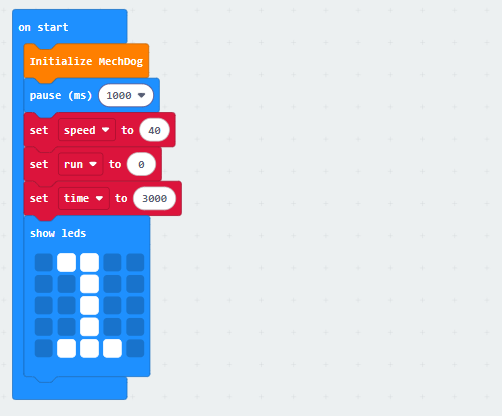 on start
Initialize MechDog
pause (ms) 1000
set speed to 40
set run to 0
set time to 3000
show leds